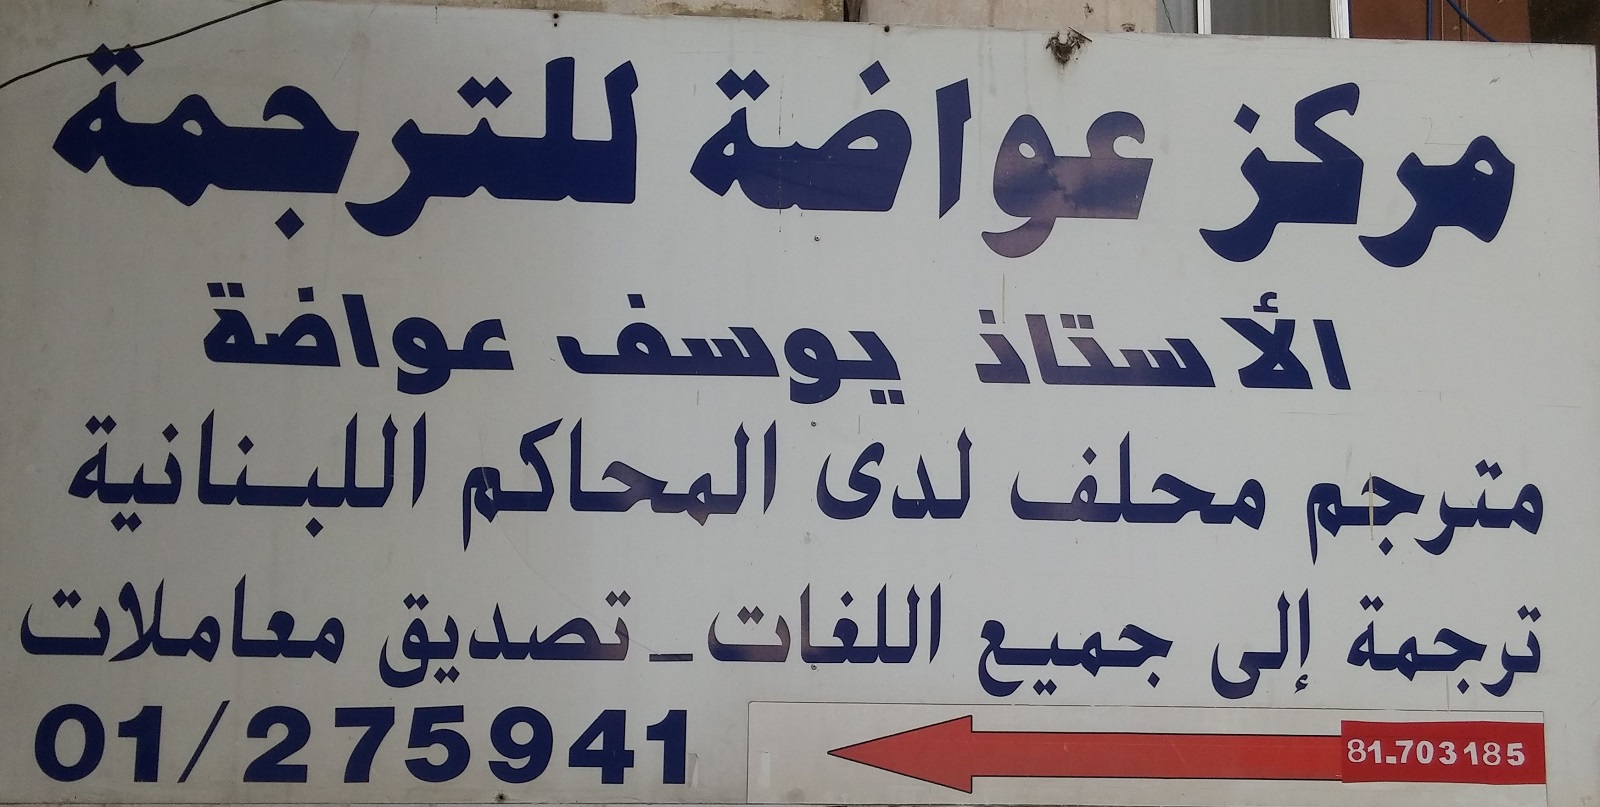 مركز عواضة للترجمة
الأستاذ يوسف عواضة
مترجم محلف لدى المحاكم اللبنانية
ترجمة إلى جميع اللغات _ تصديق معاملات
01/275941
81.703185